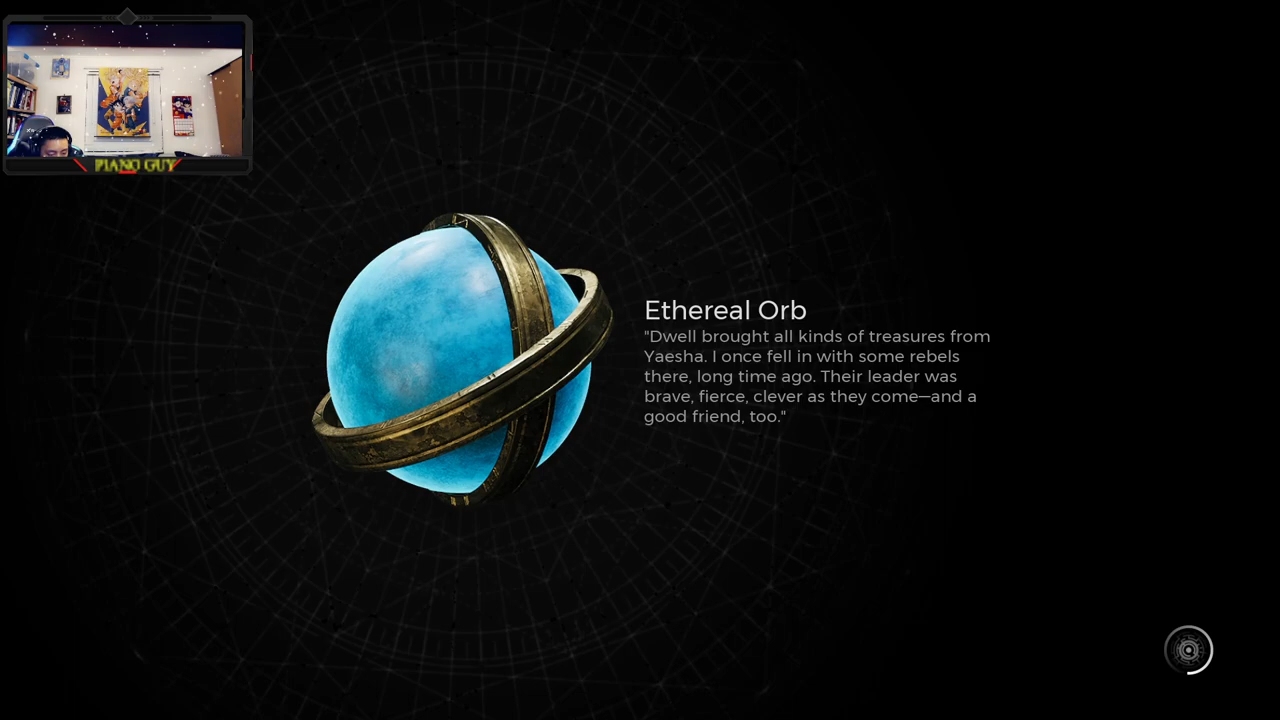 PIANO GUY
Ethereal Orb
"Dwell brought all kinds of treasures from
Yaesha. I once fell in with some rebels
there, long time ago. Their leader was
brave, fierce, clever as they come—and a
good friend, too."